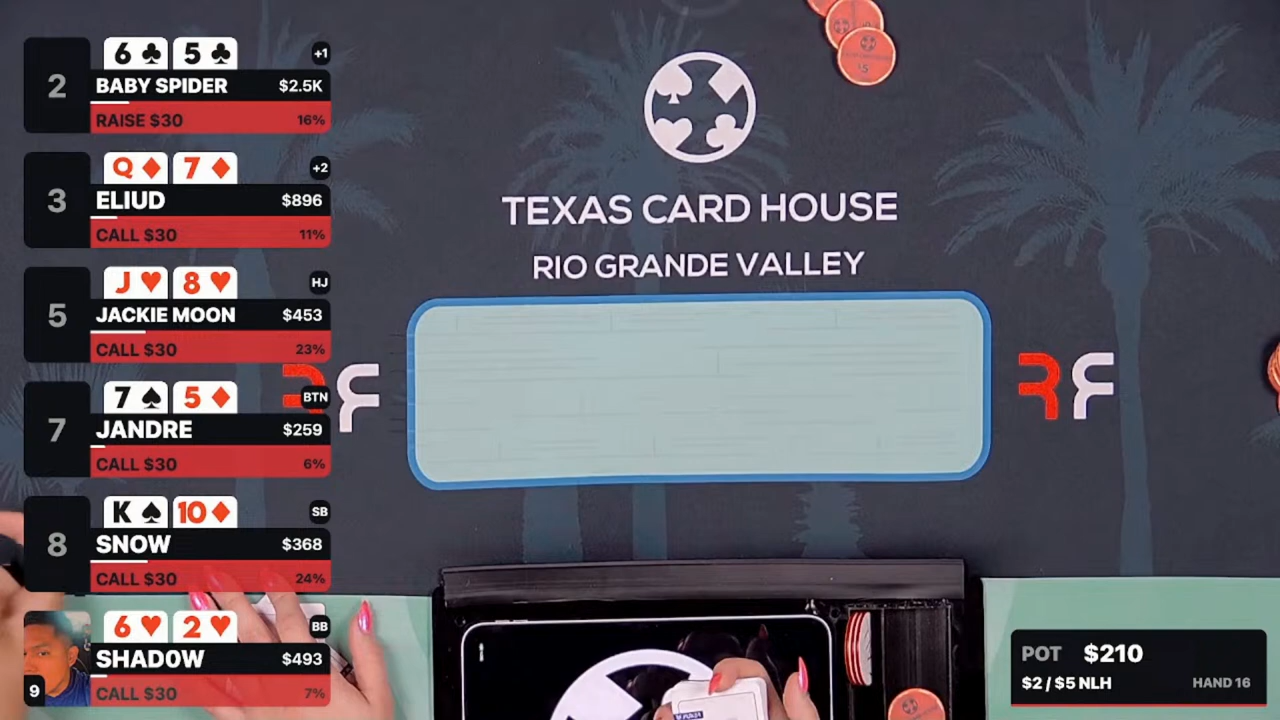 2
6♣ 5♣ +1
BABY SPIDER $2.5K
RAISE $30 16%
3
Q♦ 7♦ +2
ELIUD $896
CALL $30 11%
5
J♥ 8♥ HJ
JACKIE MOON $453
CALL $30 23%
7
7♠ 5♦ BTN
JANDRE $259
CALL $30 6%
8
K♠ 10♦ SB
SNOW $368
CALL $30 24%
9
6♥ 2♥ BB
SHADOW $493
CALL $30 7%
TEXAS CARD HOUSE
RIO GRANDE VALLEY
$5
POT $210
$2 / $5 NLH HAND 16